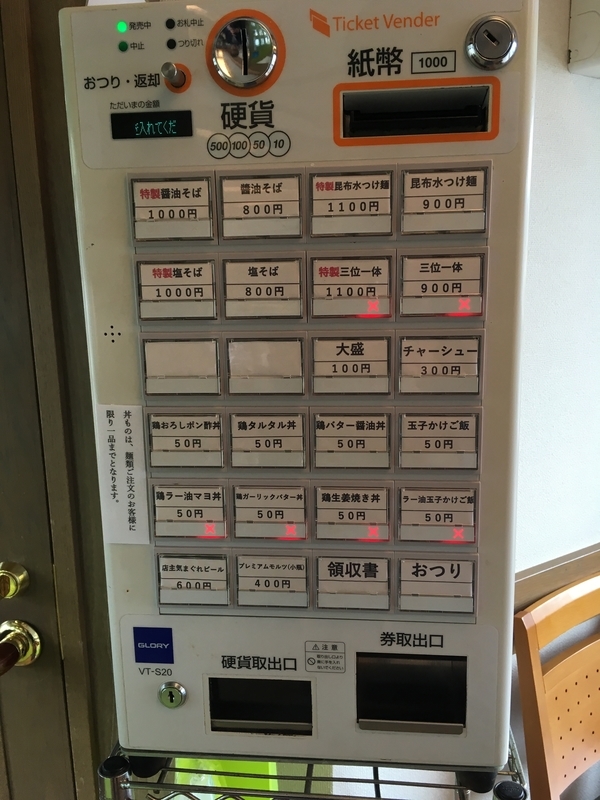 発売中
お札中止
中止
つり切れ
Ticket Vender
おつり・返却
紙幣 1000
ただいまの金額
を入れてくだ
硬貨
500 100 50 10
特製醤油そば
1000円
醤油そば
800円
特製昆布水つけ麺
1100円
昆布水つけ麺
900円
特製塩そば
1000円
塩そば
800円
特製三位一体
1100円
三位一体
900円
大盛
100円
チャーシュー
300円
丼ものは、麺類ご注文のお客様に
限り一品までとなります。
鶏おろしポン酢丼
50円
鶏タルタル丼
50円
鶏バター醤油丼
50円
玉子かけご飯
50円
鶏ラー油マヨ丼
50円
鶏ガーリックバター丼
50円
鶏生姜焼き丼
50円
ラー油玉子かけご飯
50円
店主気まぐれビール
600円
プレミアムモルツ(小瓶)
400円
領収書
おつり
GLORY
VT-S20
硬貨取出口
注意
券取出口